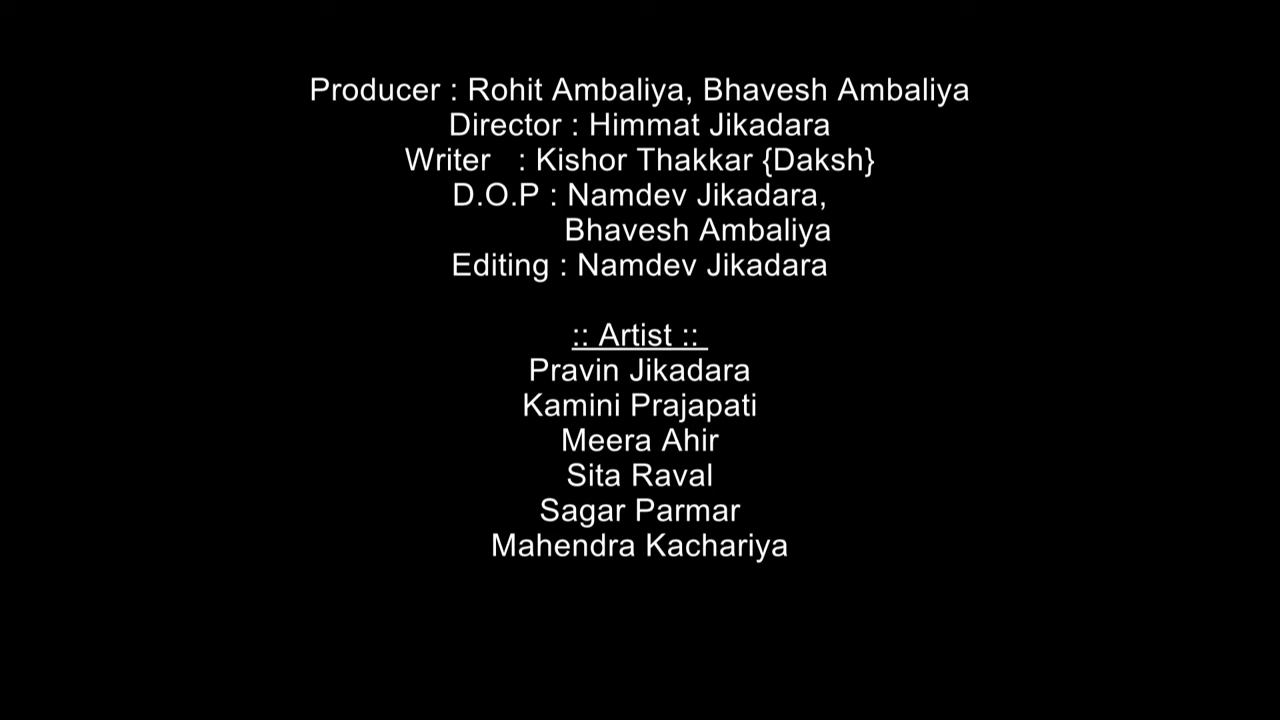 Producer : Rohit Ambaliya, Bhavesh Ambaliya
Director : Himmat Jikadara
Writer : Kishor Thakkar {Daksh}
D.O.P : Namdev Jikadara,
Bhavesh Ambaliya
Editing : Namdev Jikadara
:: Artist ::
Pravin Jikadara
Kamini Prajapati
Meera Ahir
Sita Raval
Sagar Parmar
Mahendra Kachariya